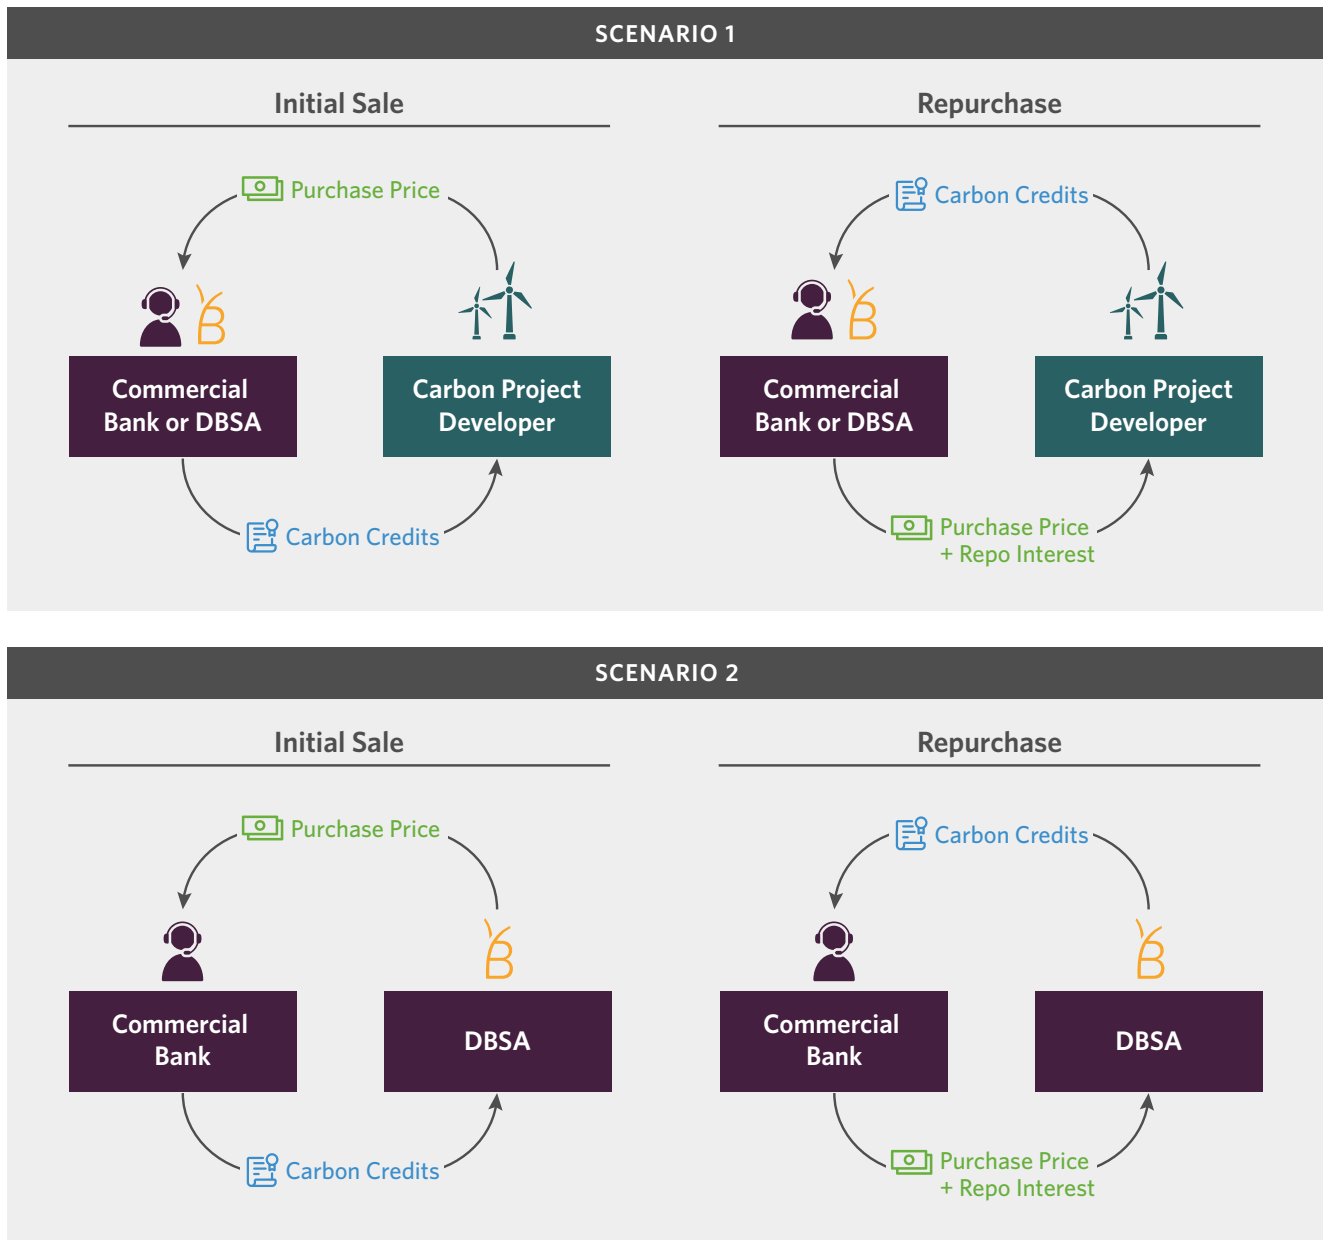 SCENARIO 1
Initial Sale
Purchase Price
Commercial
Bank or DBSA
Carbon Project
Developer
Carbon Credits
Repurchase
Carbon Credits
Commercial
Bank or DBSA
Carbon Project
Developer
Purchase Price
+ Repo Interest
SCENARIO 2
Initial Sale
Purchase Price
Commercial
Bank
DBSA
Carbon Credits
Repurchase
Carbon Credits
Commercial
Bank
DBSA
Purchase Price
+ Repo Interest